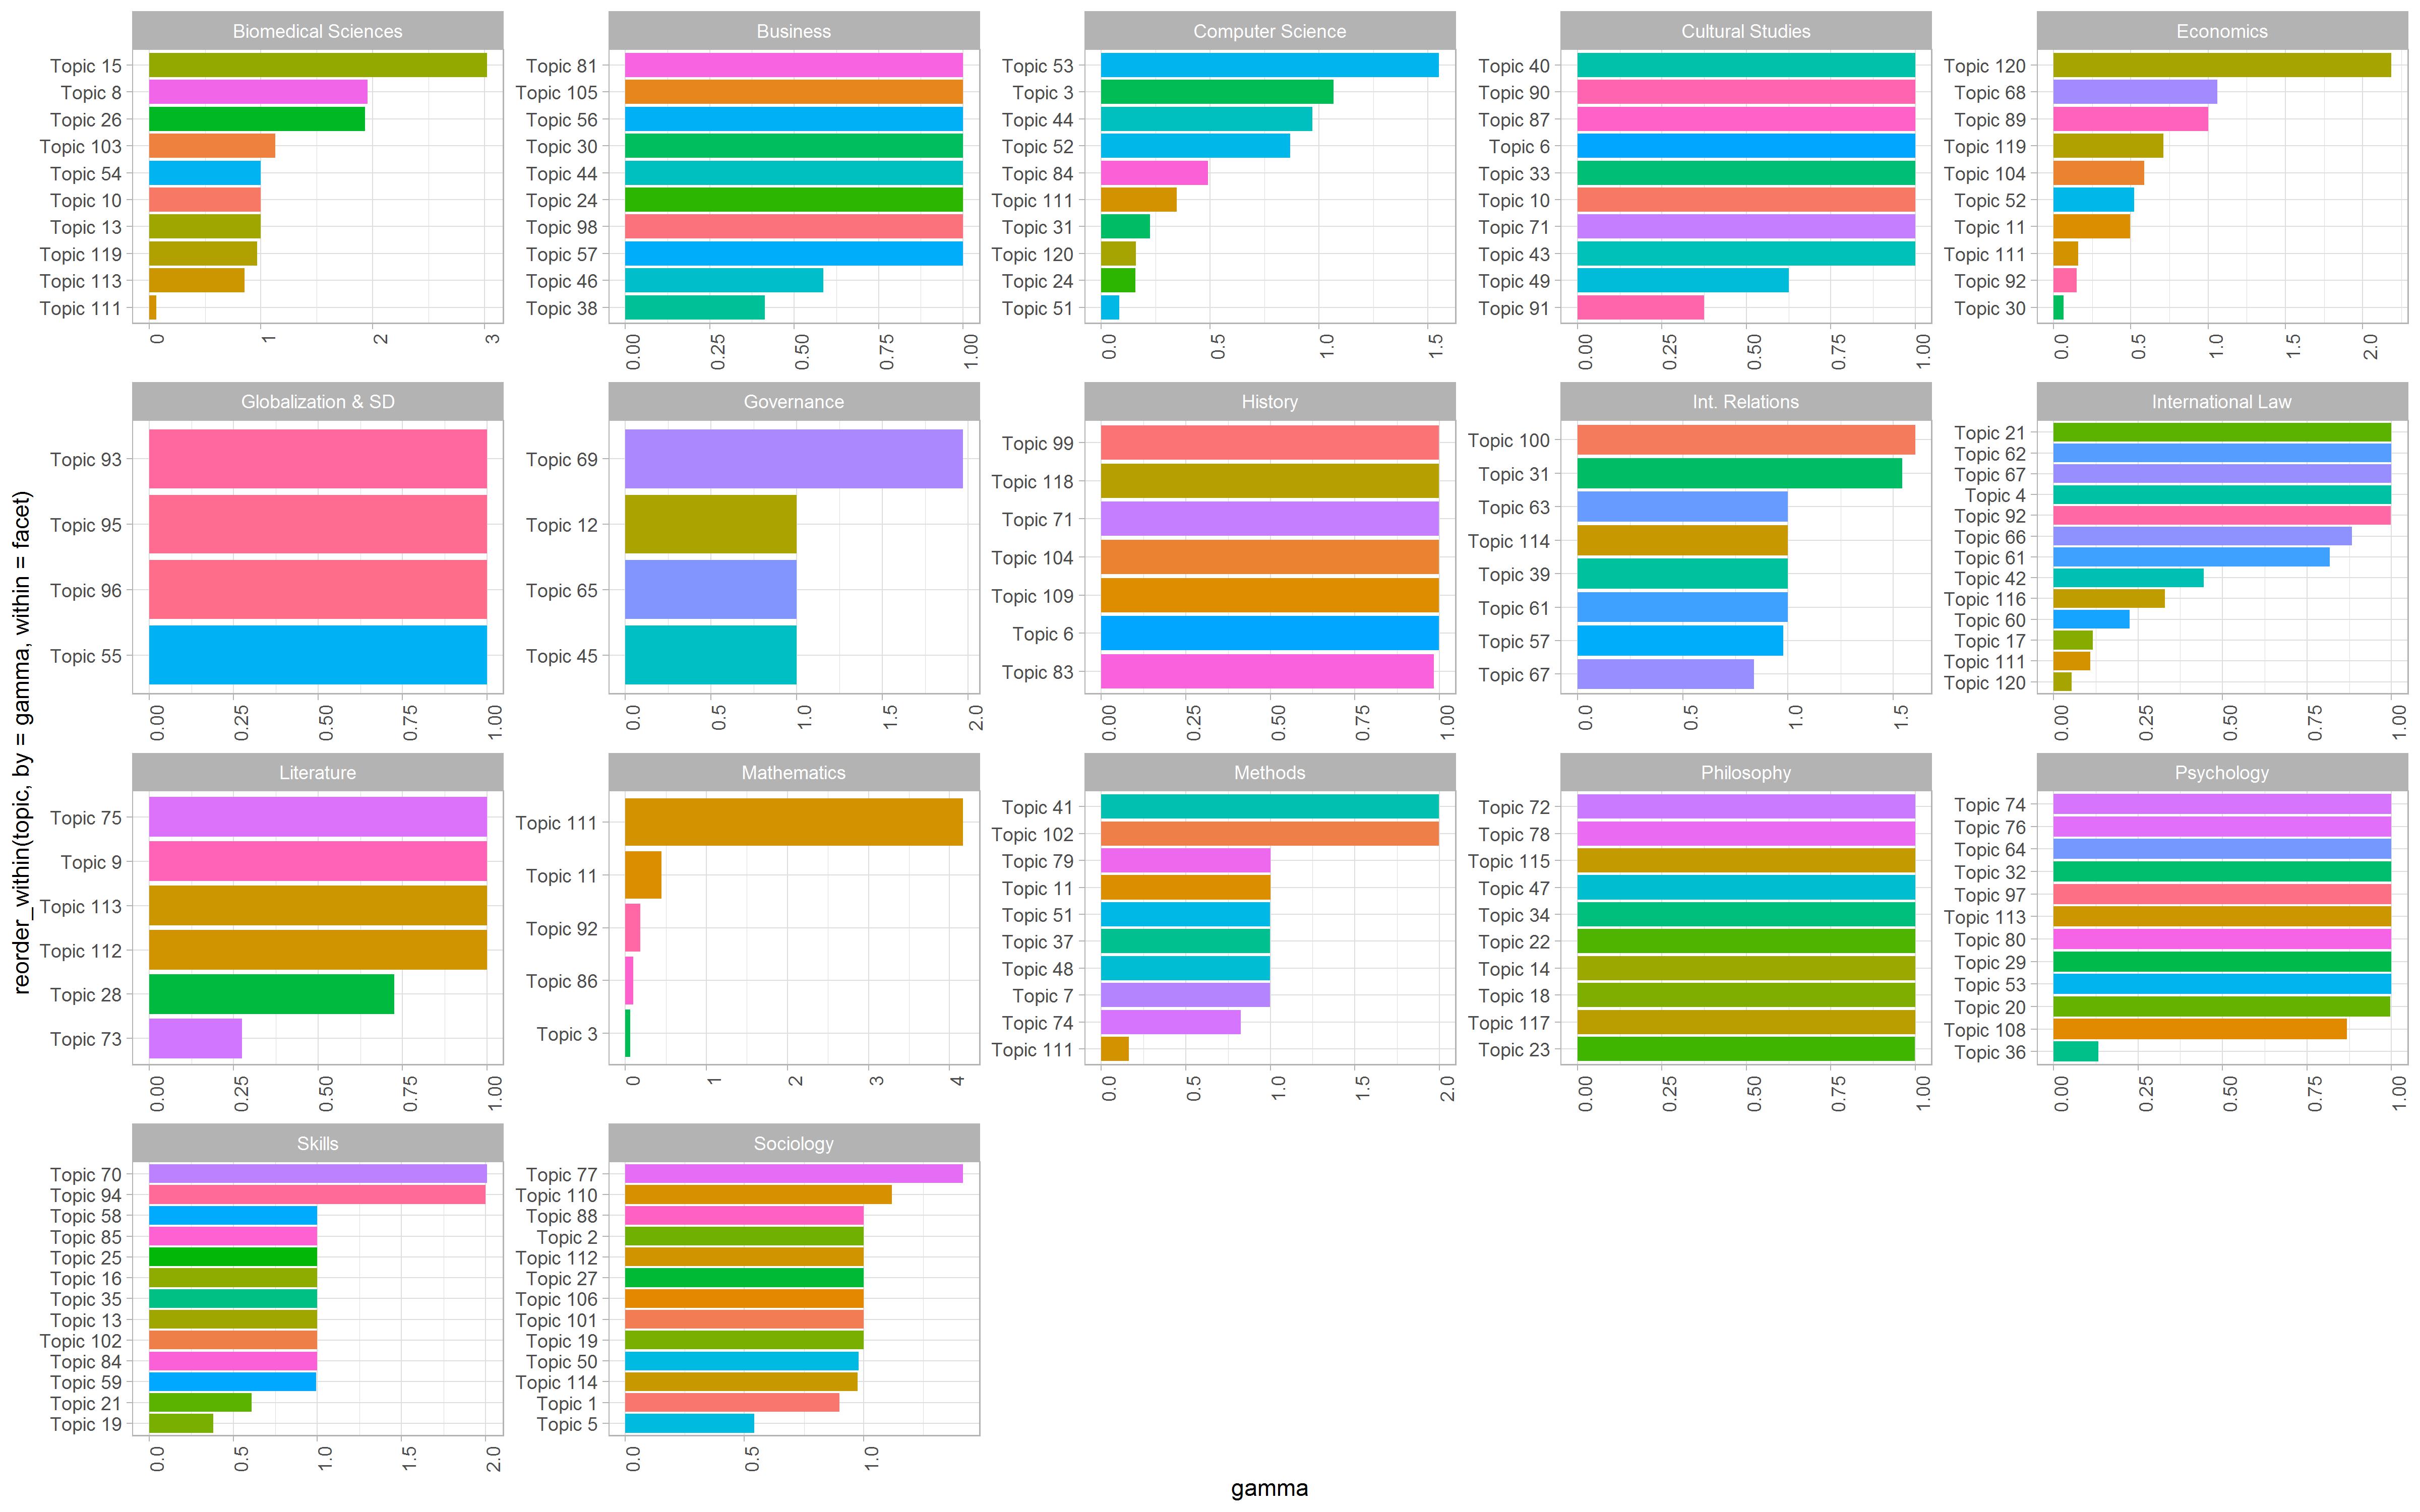 reorder_within(topic, by = gamma, within = facet)
Biomedical Sciences
Topic 15
Topic 8
Topic 26
Topic 103
Topic 54
Topic 10
Topic 13
Topic 119
Topic 113
Topic 111
0 1 2 3
Business
Topic 81
Topic 105
Topic 56
Topic 30
Topic 44
Topic 24
Topic 98
Topic 57
Topic 46
Topic 38
0.00 0.25 0.50 0.75 1.00
Computer Science
Topic 53
Topic 3
Topic 44
Topic 52
Topic 84
Topic 111
Topic 31
Topic 120
Topic 24
Topic 51
0.0 0.5 1.0 1.5
Cultural Studies
Topic 40
Topic 90
Topic 87
Topic 6
Topic 33
Topic 10
Topic 71
Topic 43
Topic 49
Topic 91
0.00 0.25 0.50 0.75 1.00
Economics
Topic 120
Topic 68
Topic 89
Topic 119
Topic 104
Topic 52
Topic 11
Topic 111
Topic 92
Topic 30
0.0 0.5 1.0 1.5 2.0
Globalization & SD
Topic 93
Topic 95
Topic 96
Topic 55
0.00 0.25 0.50 0.75 1.00
Governance
Topic 69
Topic 12
Topic 65
Topic 45
0.0 0.5 1.0 1.5 2.0
History
Topic 99
Topic 118
Topic 71
Topic 104
Topic 109
Topic 6
Topic 83
0.00 0.25 0.50 0.75 1.00
Int. Relations
Topic 100
Topic 31
Topic 63
Topic 114
Topic 39
Topic 61
Topic 57
Topic 67
0.0 0.5 1.0 1.5
International Law
Topic 21
Topic 62
Topic 67
Topic 4
Topic 92
Topic 66
Topic 61
Topic 42
Topic 116
Topic 60
Topic 17
Topic 111
Topic 120
0.00 0.25 0.50 0.75 1.00
Literature
Topic 75
Topic 9
Topic 113
Topic 112
Topic 28
Topic 73
0.00 0.25 0.50 0.75 1.00
Mathematics
Topic 111
Topic 11
Topic 92
Topic 86
Topic 3
0 1 2 3 4
Methods
Topic 41
Topic 102
Topic 79
Topic 11
Topic 51
Topic 37
Topic 48
Topic 7
Topic 74
Topic 111
0.0 0.5 1.0 1.5 2.0
Philosophy
Topic 72
Topic 78
Topic 115
Topic 47
Topic 34
Topic 22
Topic 14
Topic 18
Topic 117
Topic 23
0.00 0.25 0.50 0.75 1.00
Psychology
Topic 74
Topic 76
Topic 64
Topic 32
Topic 97
Topic 113
Topic 80
Topic 29
Topic 53
Topic 20
Topic 108
Topic 36
0.00 0.25 0.50 0.75 1.00
Skills
Topic 70
Topic 94
Topic 58
Topic 85
Topic 25
Topic 16
Topic 35
Topic 13
Topic 102
Topic 84
Topic 59
Topic 21
Topic 19
0.0 0.5 1.0 1.5 2.0
Sociology
Topic 77
Topic 110
Topic 88
Topic 2
Topic 112
Topic 27
Topic 106
Topic 101
Topic 19
Topic 50
Topic 114
Topic 1
Topic 5
0.0 0.5 1.0
gamma